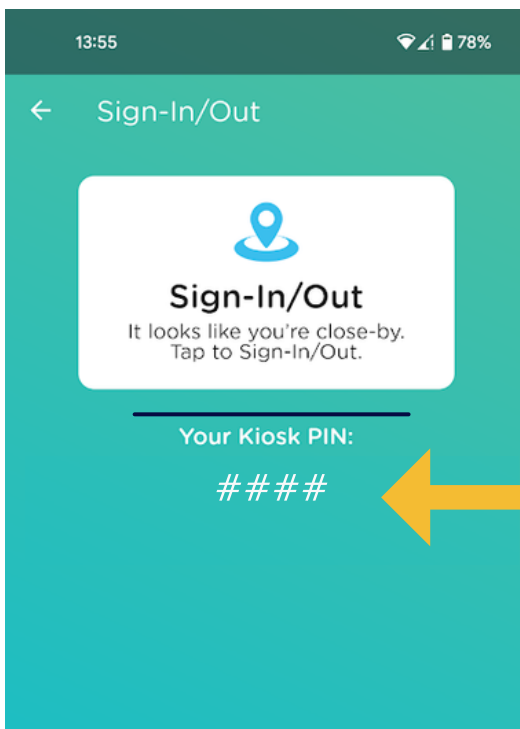 13:55 78%
Sign-In/Out
Sign-In/Out
It looks like you're close-by.
Tap to Sign-In/Out.
Your Kiosk PIN:
####